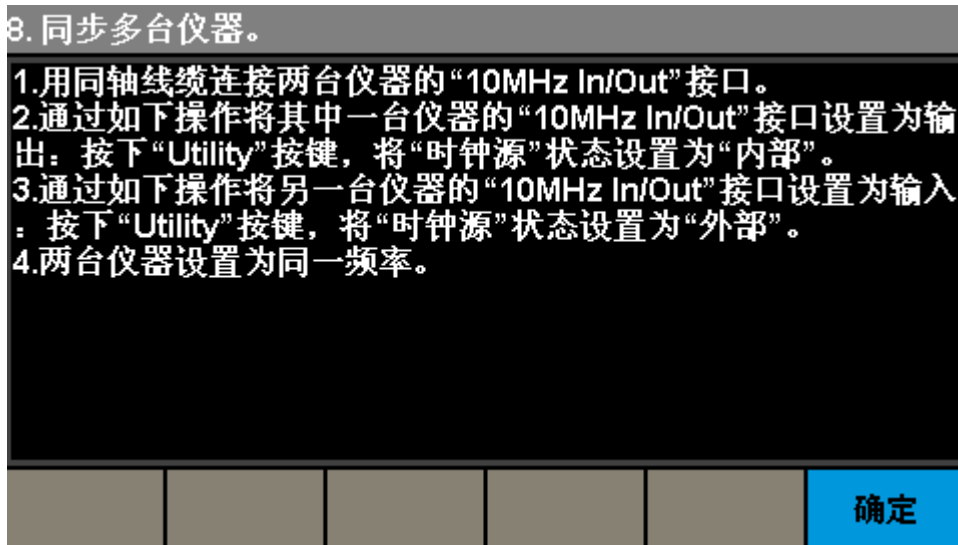 8. 同步多台仪器。
1.用同轴线缆连接两台仪器的“10MHz In/Out”接口。
2.通过如下操作将其中一台仪器的“10MHz In/Out”接口设置为输
出：按下“Utility”按键，将“时钟源”状态设置为“内部”。
3.通过如下操作将另一台仪器的“10MHz In/Out”接口设置为输入
：按下“Utility”按键，将“时钟源”状态设置为“外部”。
4.两台仪器设置为同一频率。
确定